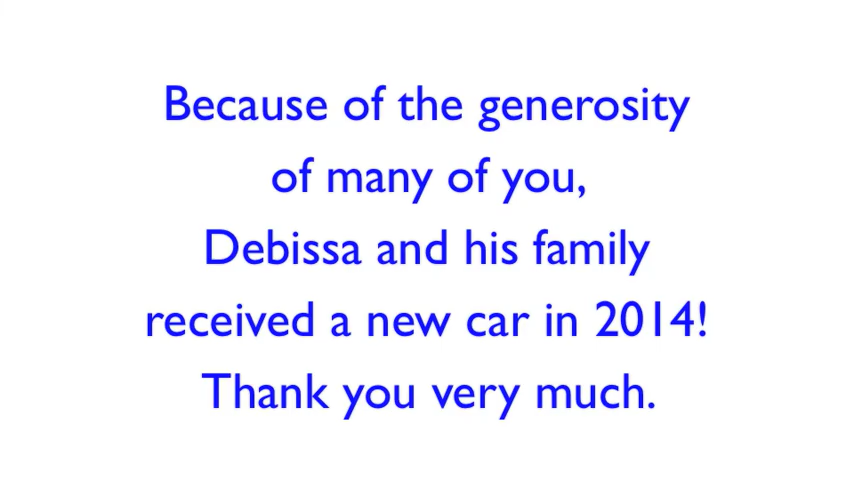 Because of the generosity
of many of you,
Debissa and his family
received a new car in 2014!
Thank you very much.